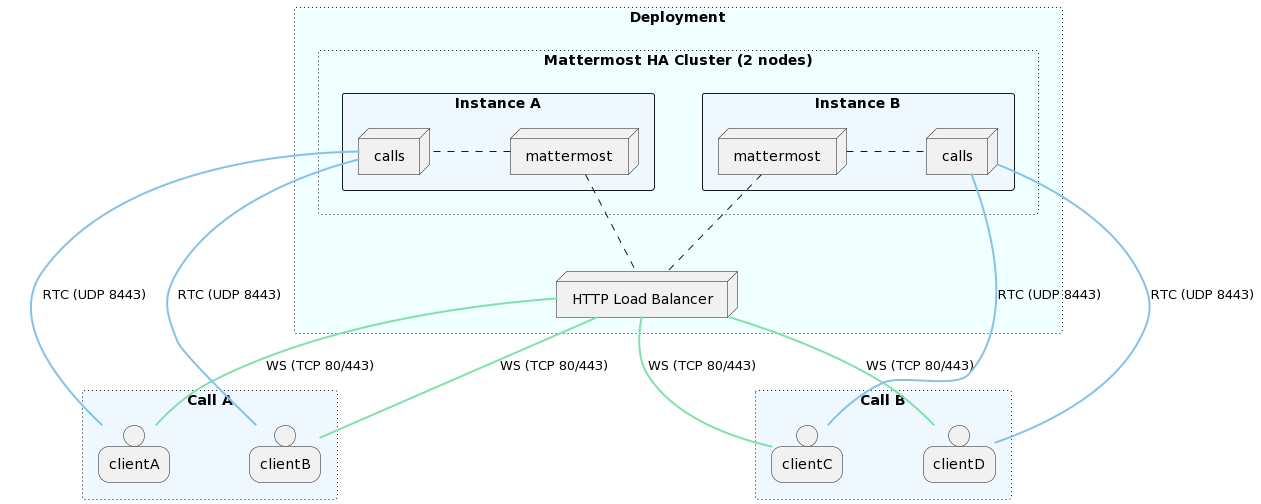 Deployment
Mattermost HA Cluster (2 nodes)
Instance A
Instance B
calls
mattermost
mattermost
calls
RTC (UDP 8443)
RTC (UDP 8443)
HTTP Load Balancer
RTC (UDP 8443)
RTC (UDP 8443)
WS (TCP 80/443)
WS (TCP 80/443)
WS (TCP 80/443)
WS (TCP 80/443)
Call A
Call B
clientA
clientB
clientC
clientD